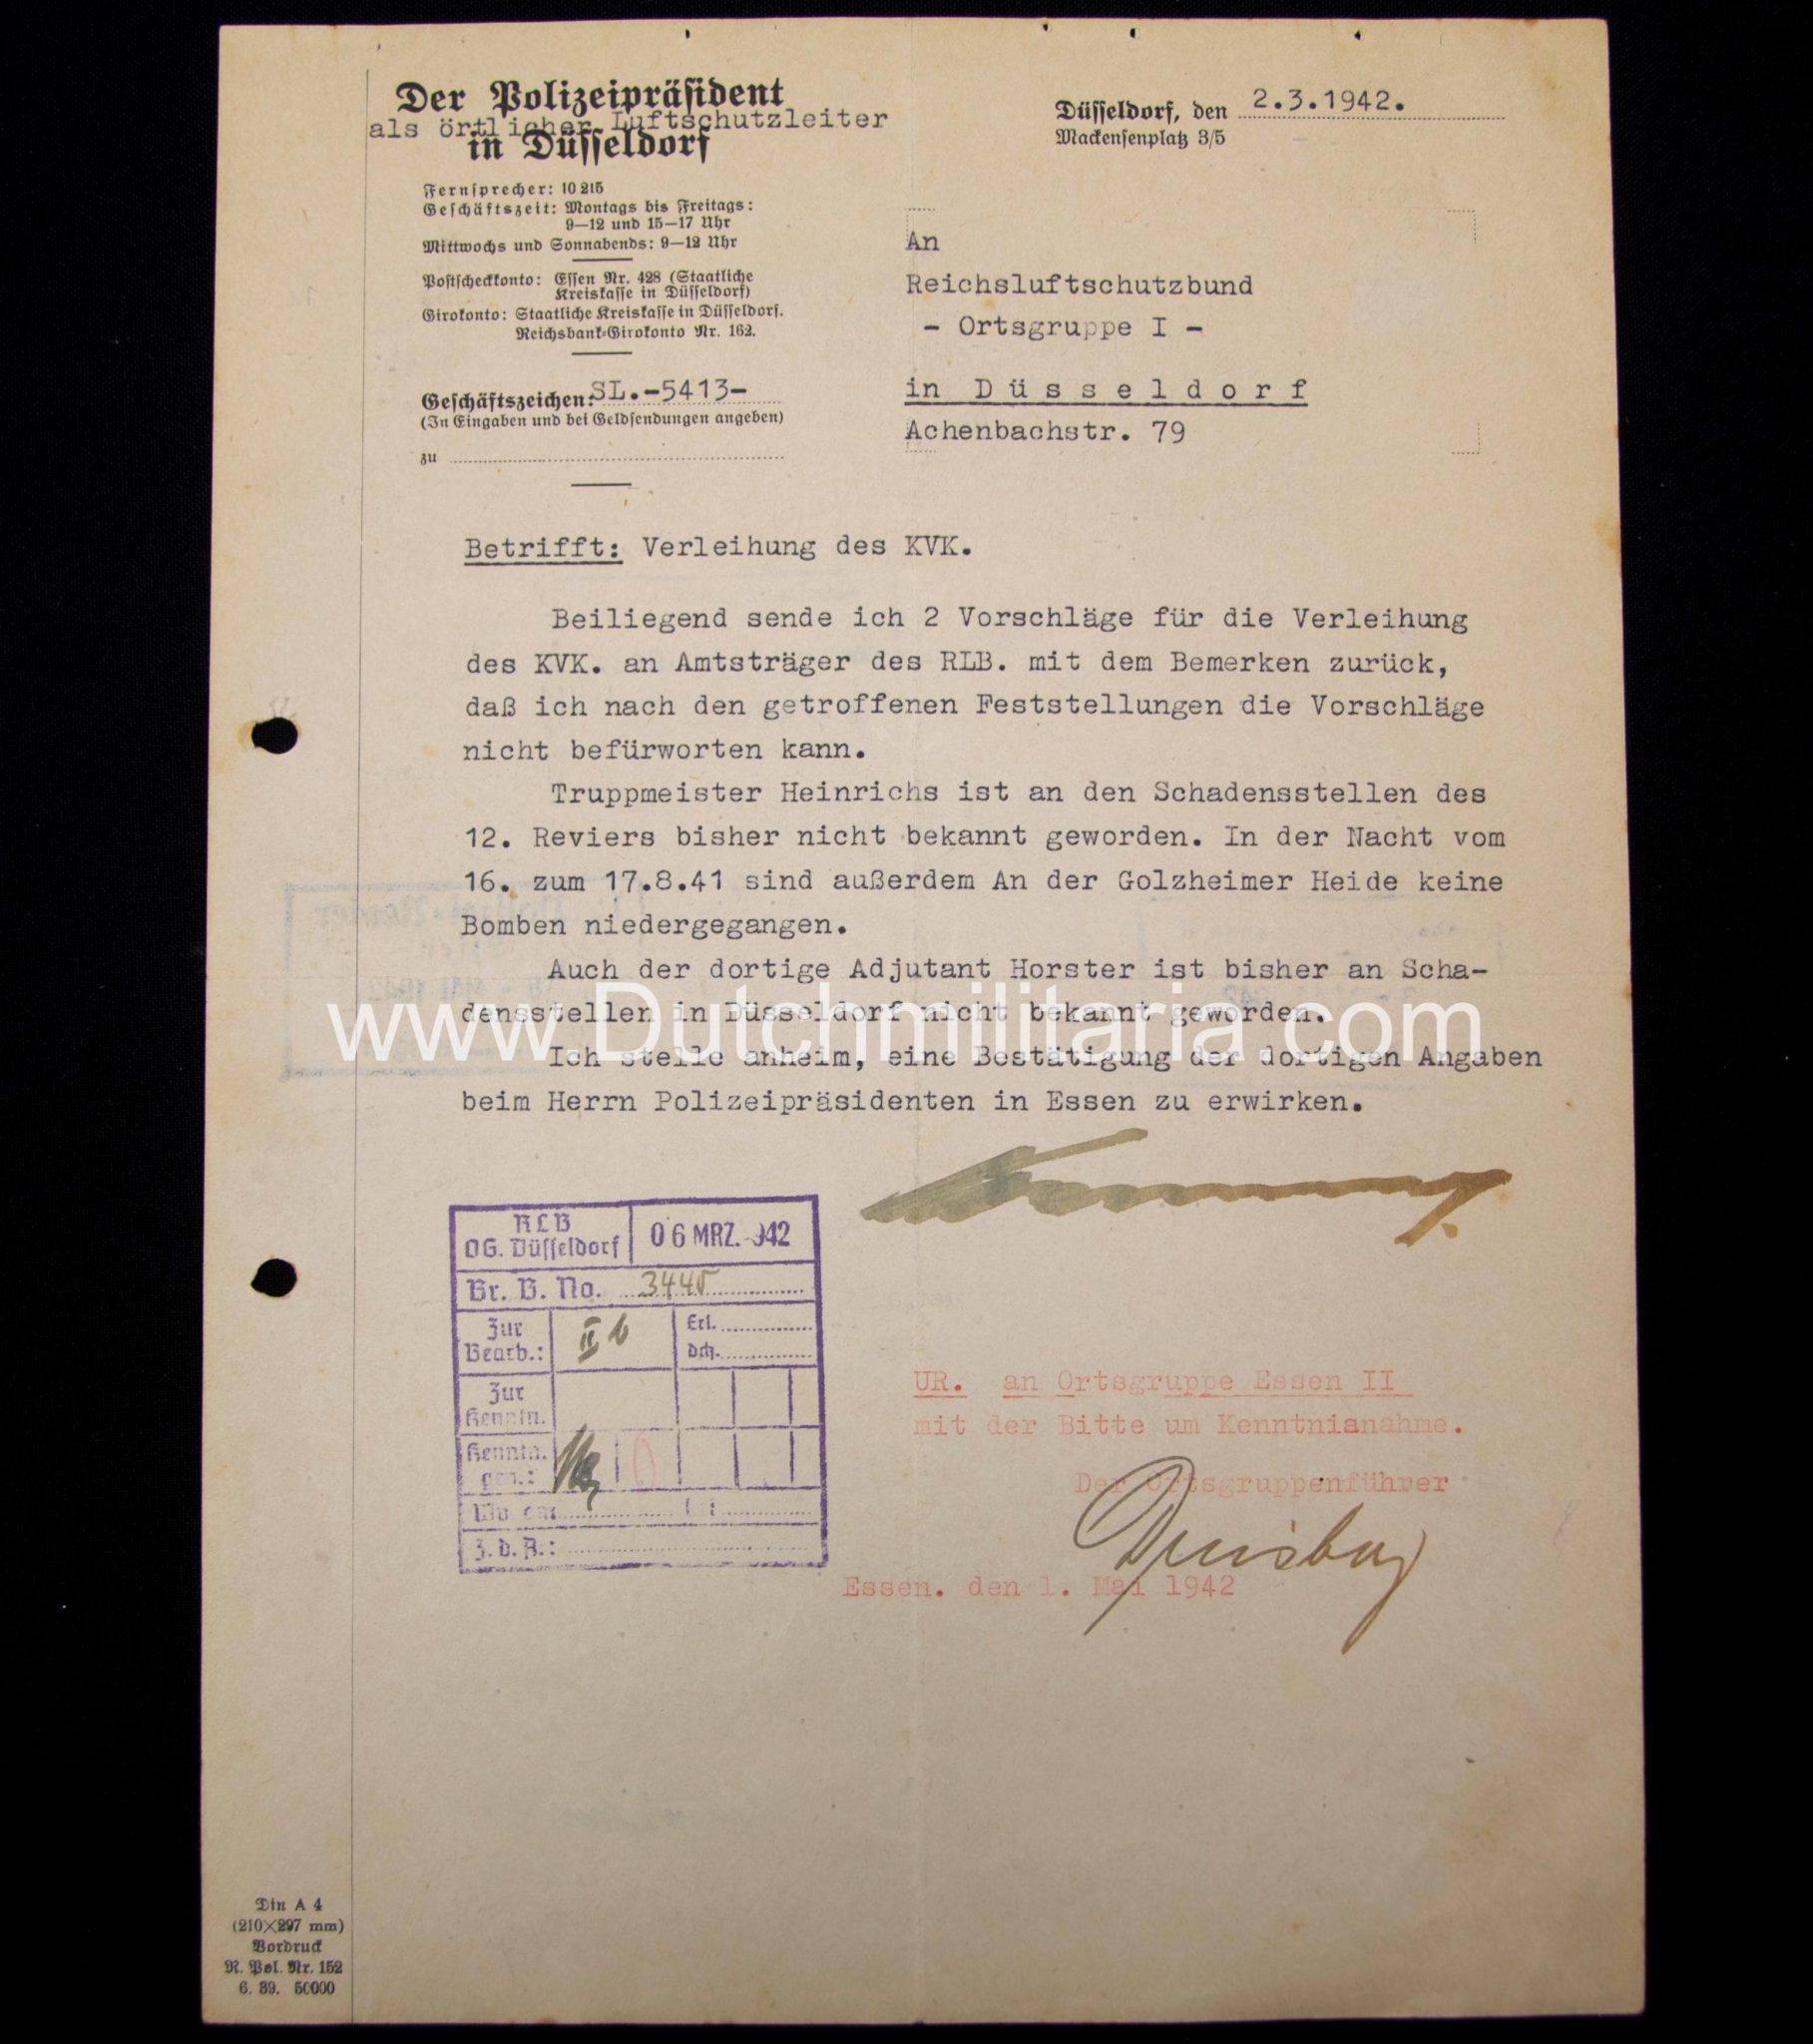 Der Polizeipräsident
als örtlicher Luftschutzleiter
in Düsseldorf
Düsseldorf, den 2.3.1942.
Mackensenplatz 3/5
Fernsprecher: 10215
Geschäftszeit: Montags bis Freitags:
9—12 und 15—17 Uhr
Mittwochs und Sonnabends: 9—12 Uhr
Postscheckkonto: Essen Nr. 428 (Staatliche
Kreiskasse in Düsseldorf)
Girokonto: Staatliche Kreiskasse in Düsseldorf.
Reichsbank-Girokonto Nr. 162.
Geschäftszeichen: SL.-5413-
(In Eingaben und bei Geldsendungen angeben)
zu
An
Reichsluftschutzbund
- Ortsgruppe I -
in Düsseldorf
Achenbachstr. 79
Betrifft: Verleihung des KVK.
Beiliegend sende ich 2 Vorschläge für die Verleihung
des KVK. an Amtsträger des RLB. mit dem Bemerken zurück,
daß ich nach den getroffenen Feststellungen die Vorschläge
nicht befürworten kann.
Truppmeister Heinrichs ist an den Schadensstellen des
12. Reviers bisher nicht bekannt geworden. In der Nacht vom
16. zum 17.8.41 sind außerdem An der Golzheimer Heide keine
Bomben niedergegangen.
Auch der dortige Adjutant Horster ist bisher an Scha-
densstellen in Düsseldorf nicht bekannt geworden.
www.Dutchmilitaria.com
Ich stelle anheim, eine Bestätigung der dortigen Angaben
beim Herrn Polizeipräsidenten in Essen zu erwirken.
RLB
OG. Düsseldorf
06 MRZ. 942
Br. B. No. 3445
Zur
Bearb.:
II b
Erl.
dch.
Zur
Kenntn.
Kenntn.
gen.:
Z. d. A.:
UR. an Ortsgruppe Essen II
mit der Bitte um Kenntnianahme.
Der Ortsgruppenführer
Essen. den 1. Mai 1942
Din A 4
(210×297 mm)
Vordruck
R. Pol. Nr. 152
6. 39. 50000